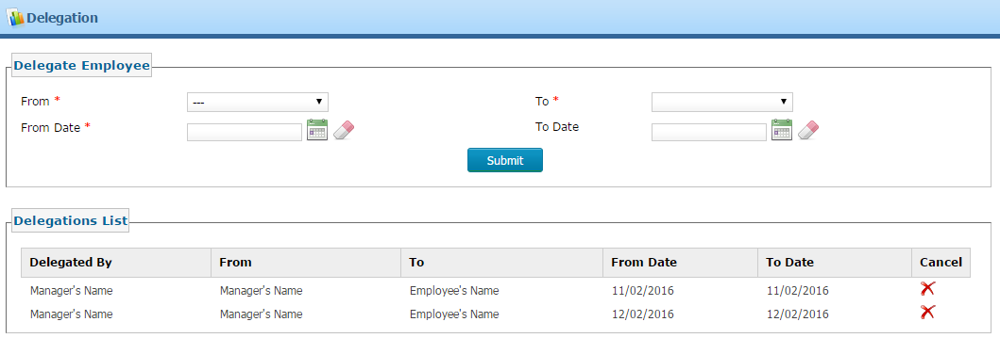 Delegation
Delegate Employee
From * --- To *
From Date * To Date
Submit
Delegations List
Delegated By From To From Date To Date Cancel
Manager's Name Manager's Name Employee's Name 11/02/2016 11/02/2016
Manager's Name Manager's Name Employee's Name 12/02/2016 12/02/2016